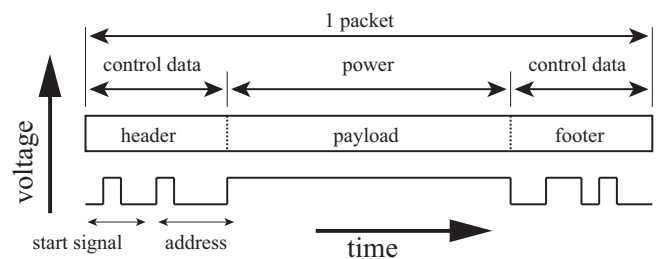 1 packet
control data power control data
header payload footer
voltage
start signal address
time